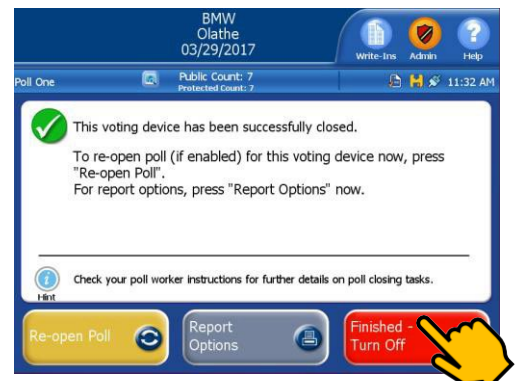 BMW
Olathe
03/29/2017
Write-Ins
Admin
Help
Poll One
Public Count: 7
Protected Count: 7
11:32 AM
This voting device has been successfully closed.
To re-open poll (if enabled) for this voting device now, press
"Re-open Poll".
For report options, press "Report Options" now.
Check your poll worker instructions for further details on poll closing tasks.
Hint
Re-open Poll
Report
Options
Finished -
Turn Off